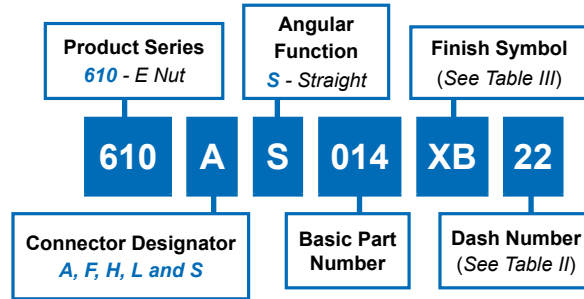 Product Series
610 - E Nut
Angular
Function
S - Straight
Finish Symbol
(See Table III)
610 A S 014 XB 22
Connector Designator
A, F, H, L and S
Basic Part
Number
Dash Number
(See Table II)